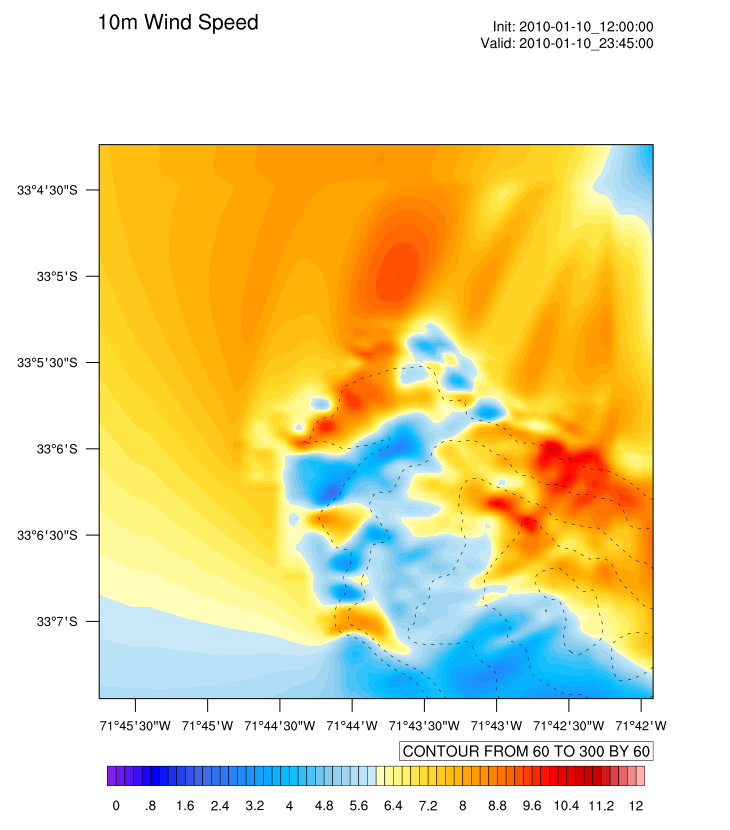 10m Wind Speed
Init: 2010-01-10_12:00:00
Valid: 2010-01-10_23:45:00
33°4'30"S
33°5'S
33°5'30"S
33°6'S
33°6'30"S
33°7'S
71°45'30"W 71°45'W 71°44'30"W 71°44'W 71°43'30"W 71°43'W 71°42'30"W 71°42'W
CONTOUR FROM 60 TO 300 BY 60
0 .8 1.6 2.4 3.2 4 4.8 5.6 6.4 7.2 8 8.8 9.6 10.4 11.2 12